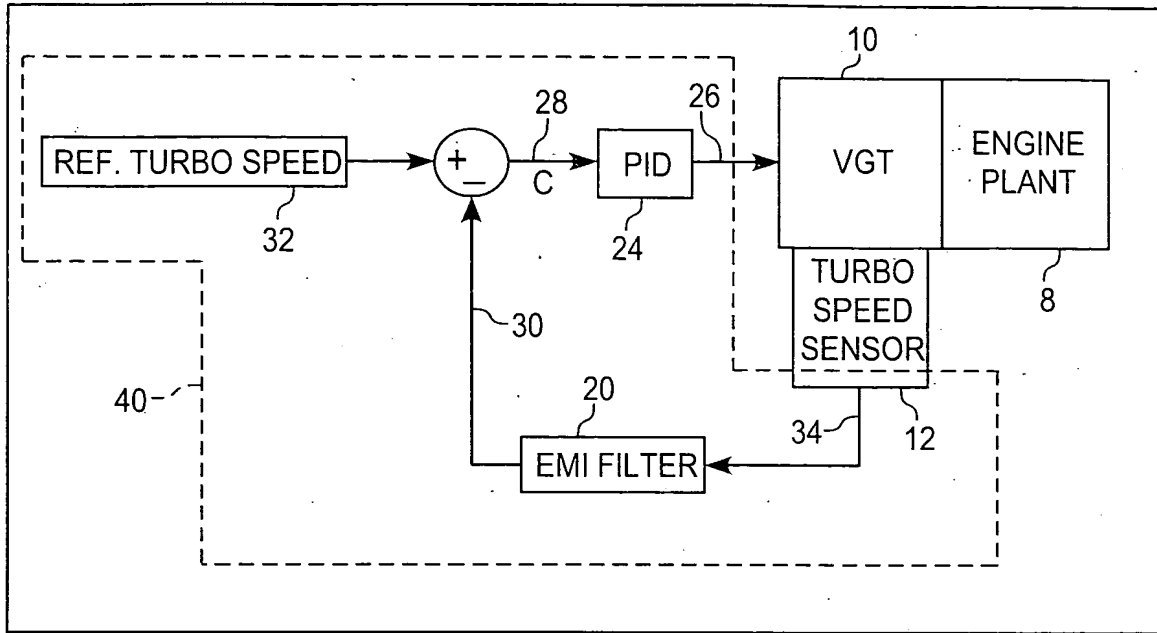 10
28
26
REF. TURBO SPEED
+
−
C
PID
VGT
ENGINE
PLANT
32
24
TURBO
SPEED
SENSOR
8
30
40
20
34
12
EMI FILTER